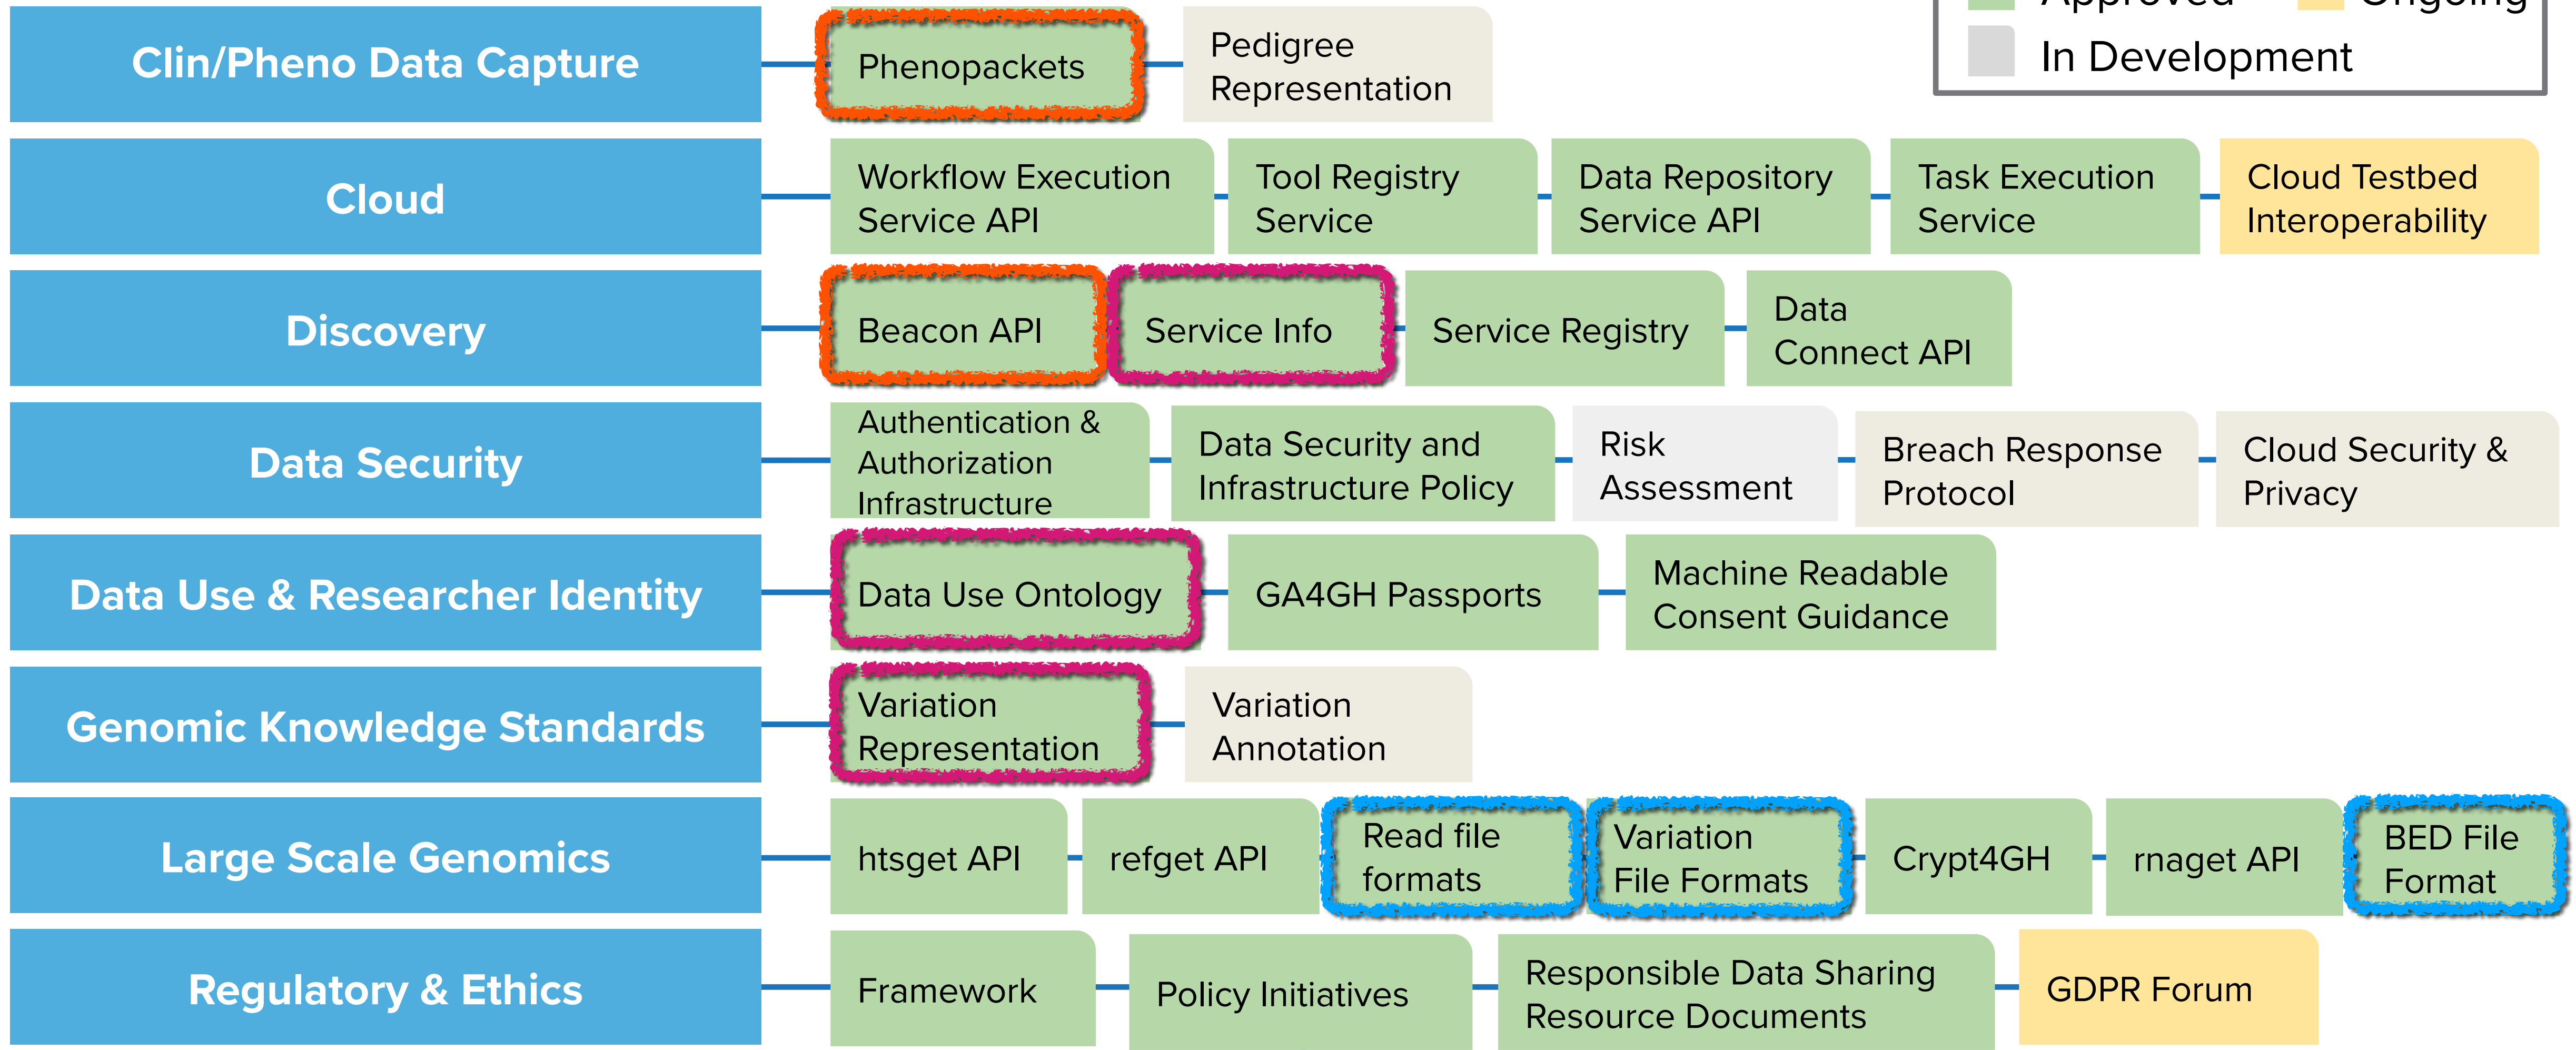 Approved Ongoing
In Development
Clin/Pheno Data Capture
Phenopackets
Pedigree
Representation
Cloud
Workflow Execution
Service API
Tool Registry
Service
Data Repository
Service API
Task Execution
Service
Cloud Testbed
Interoperability
Discovery
Beacon API
Service Info
Service Registry
Data
Connect API
Data Security
Authentication &
Authorization
Infrastructure
Data Security and
Infrastructure Policy
Risk
Assessment
Breach Response
Protocol
Cloud Security &
Privacy
Data Use & Researcher Identity
Data Use Ontology
GA4GH Passports
Machine Readable
Consent Guidance
Genomic Knowledge Standards
Variation
Representation
Variation
Annotation
Large Scale Genomics
htsget API
refget API
Read file
formats
Variation
File Formats
Crypt4GH
rnaget API
BED File
Format
Regulatory & Ethics
Framework
Policy Initiatives
Responsible Data Sharing
Resource Documents
GDPR Forum